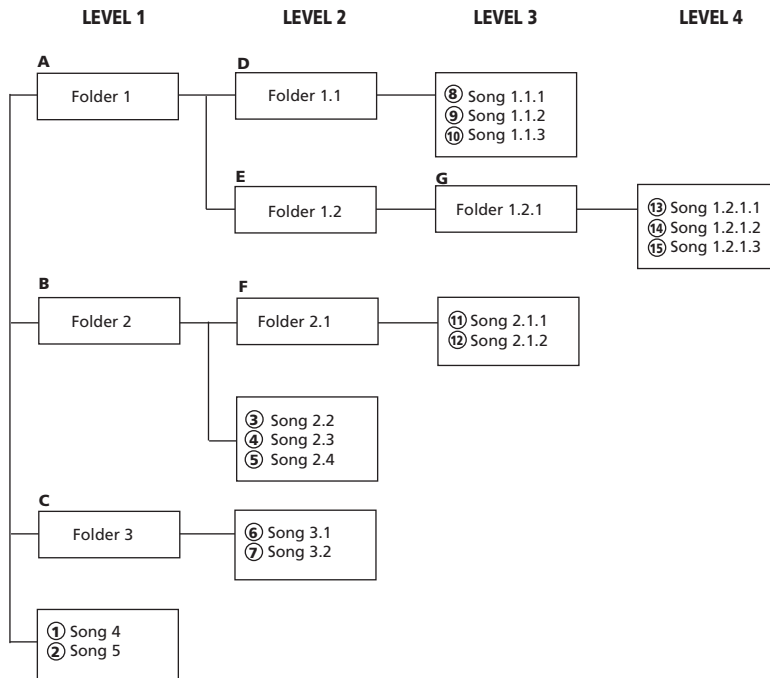 LEVEL 1 LEVEL 2 LEVEL 3 LEVEL 4
A
Folder 1
D
Folder 1.1
8 Song 1.1.1
9 Song 1.1.2
10 Song 1.1.3
E
Folder 1.2
G
Folder 1.2.1
13 Song 1.2.1.1
14 Song 1.2.1.2
15 Song 1.2.1.3
B
Folder 2
F
Folder 2.1
11 Song 2.1.1
12 Song 2.1.2
3 Song 2.2
4 Song 2.3
5 Song 2.4
C
Folder 3
6 Song 3.1
7 Song 3.2
1 Song 4
2 Song 5